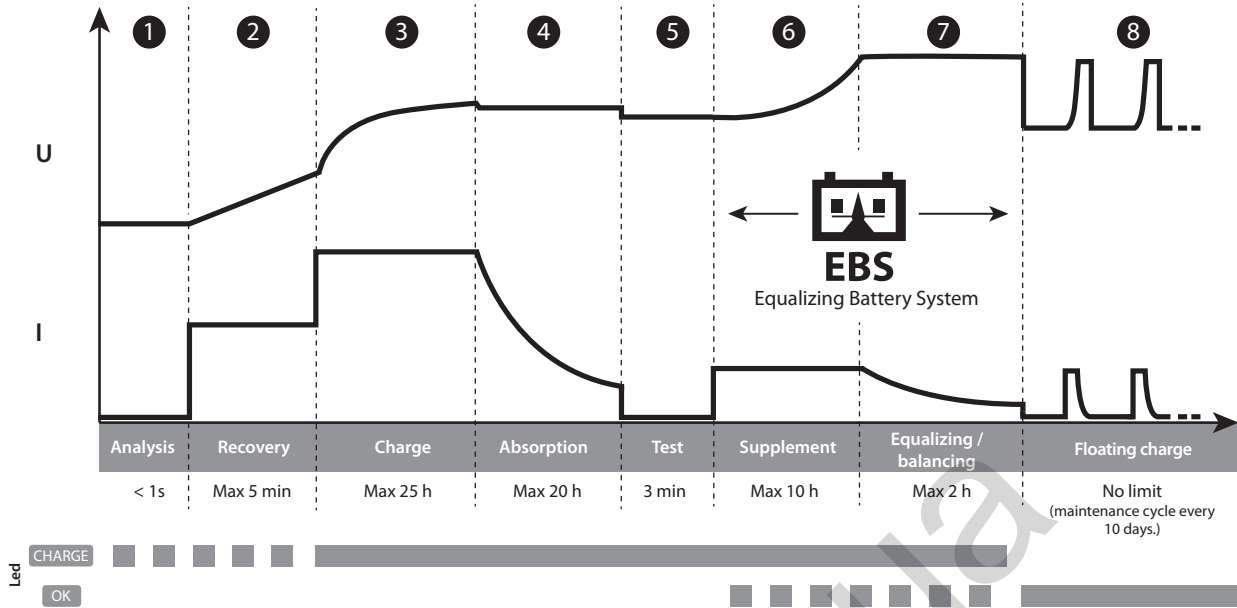 1 2 3 4 5 6 7 8
U
EBS
Equalizing Battery System
I
Analysis Recovery Charge Absorption Test Supplement Equalizing / Floating charge
balancing
< 1s Max 5 min Max 25 h Max 20 h 3 min Max 10 h Max 2 h No limit
(maintenance cycle every
10 days.)
Led
CHARGE
OK